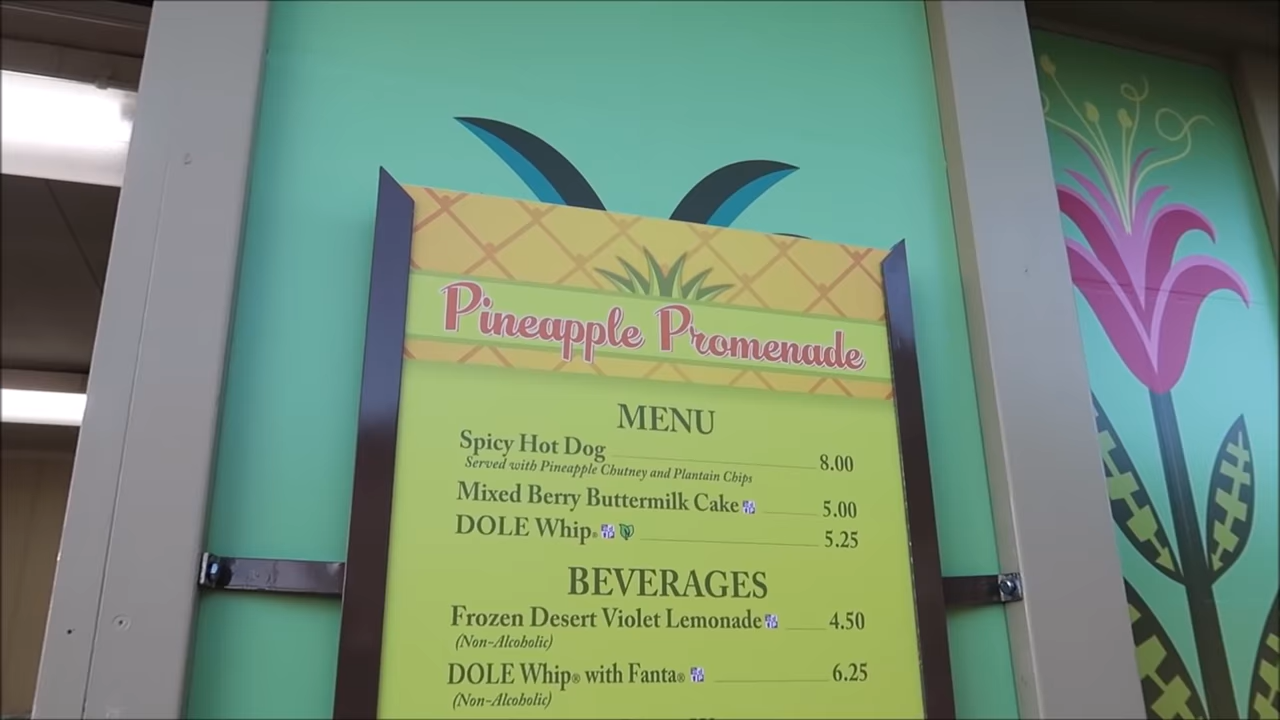 Pineapple Promenade
MENU
Spicy Hot Dog 8.00
Served with Pineapple Chutney and Plantain Chips
Mixed Berry Buttermilk Cake 5.00
DOLE Whip® 5.25
BEVERAGES
Frozen Desert Violet Lemonade 4.50
(Non-Alcoholic)
DOLE Whip® with Fanta® 6.25
(Non-Alcoholic)